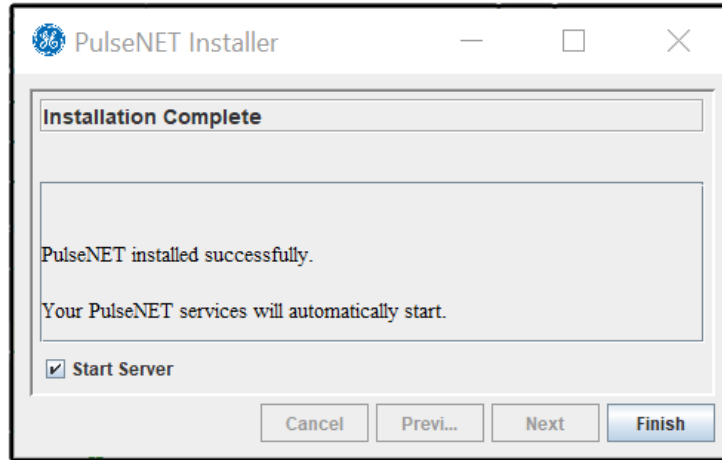 PulseNET Installer
Installation Complete
PulseNET installed successfully.
Your PulseNET services will automatically start.
Start Server
Cancel Previ... Next Finish